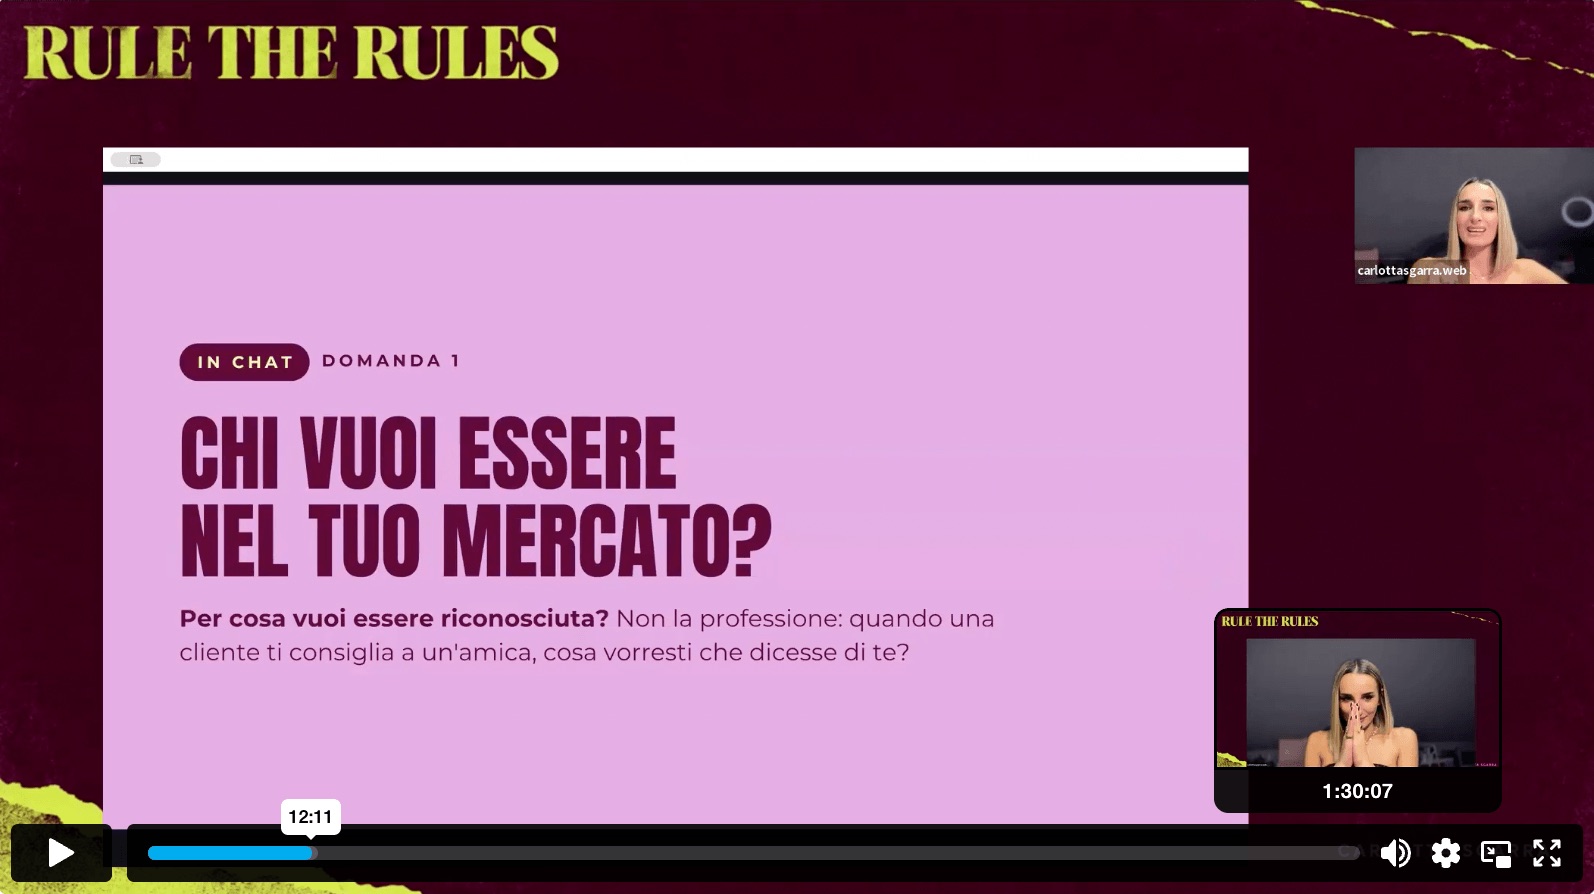 RULE THE RULES
carlottasgarra.web
IN CHAT DOMANDA 1
CHI VUOI ESSERE
NEL TUO MERCATO?
Per cosa vuoi essere riconosciuta? Non la professione: quando una
cliente ti consiglia a un'amica, cosa vorresti che dicesse di te?
RULE THE RULES
1:30:07
12:11